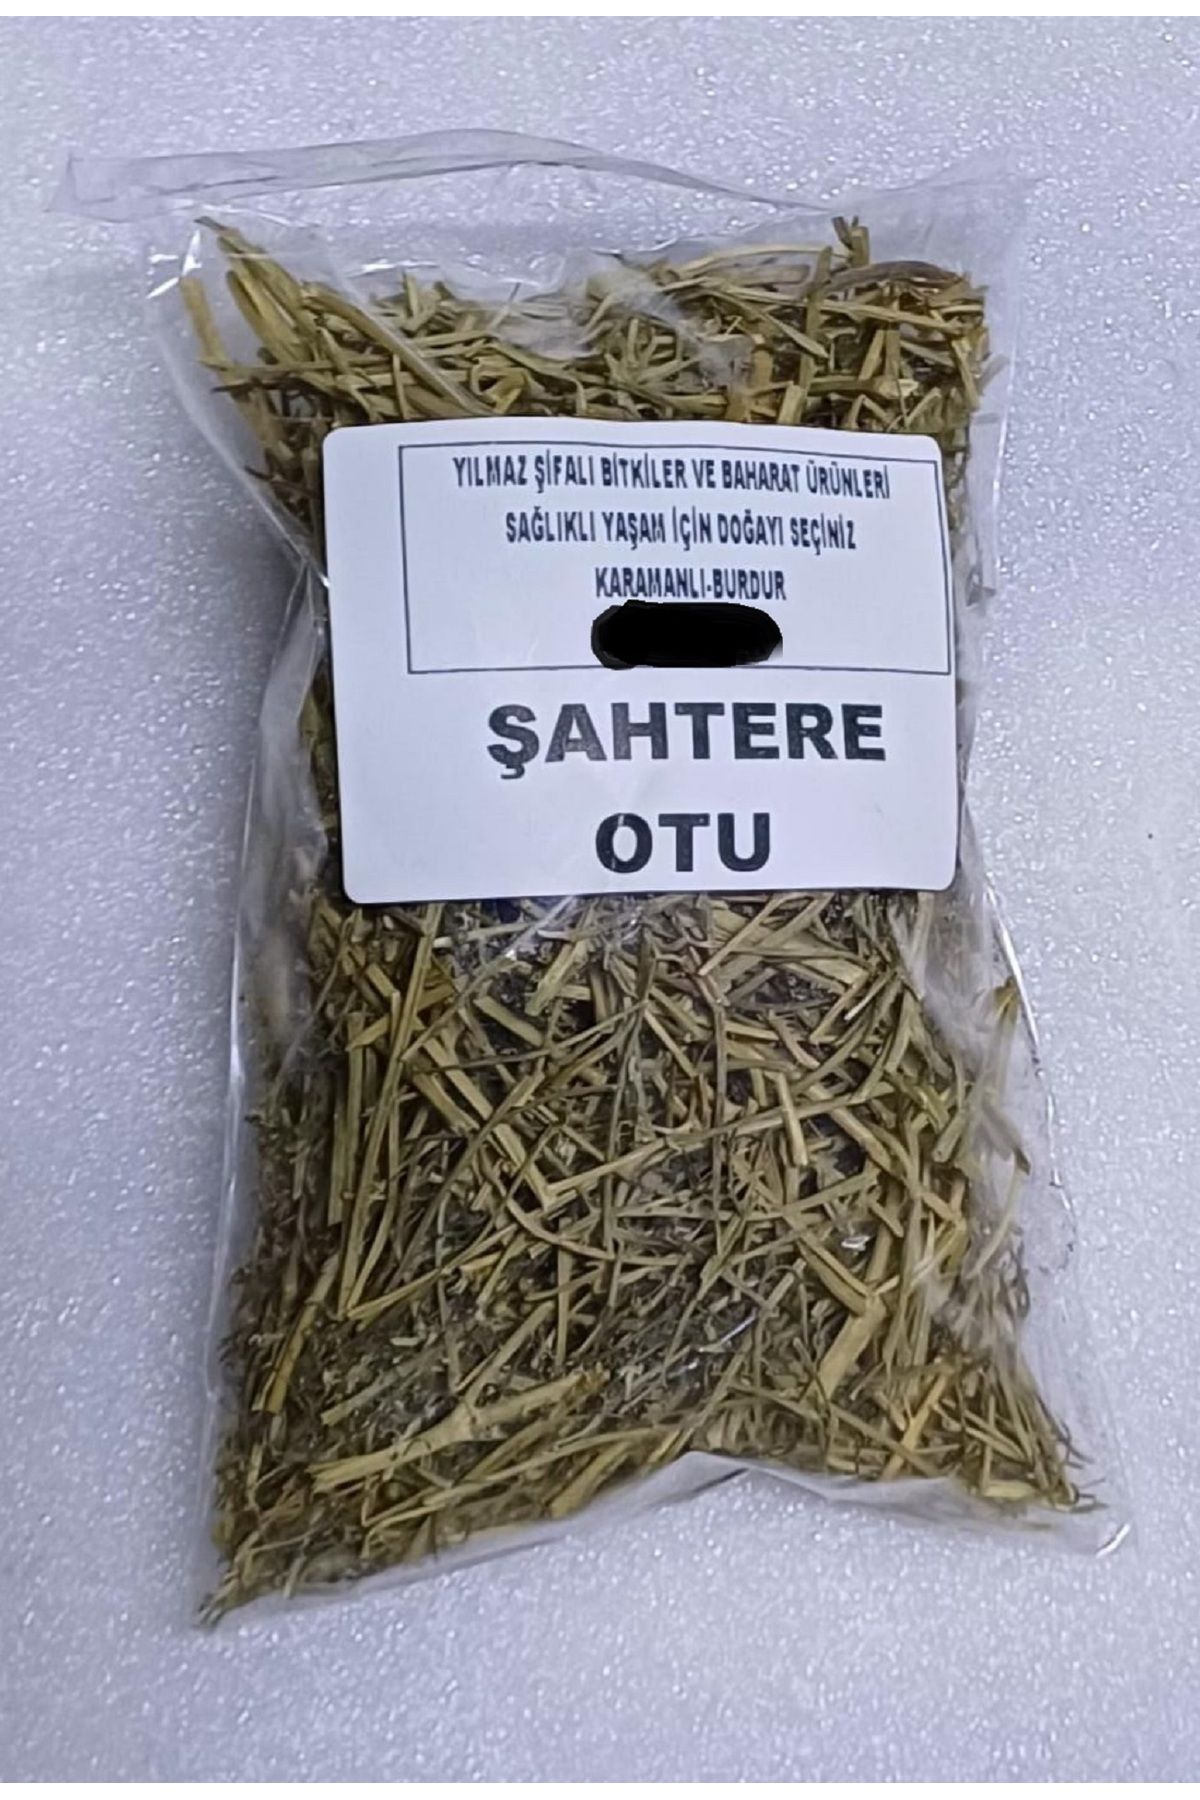 YILMAZ ŞİFALI BİTKİLER VE BAHARAT ÜRÜNLERİ
SAĞLIKLI YAŞAM İÇİN DOĞAYI SEÇİNİZ
KARAMANLI-BURDUR
ŞAHTERE
OTU